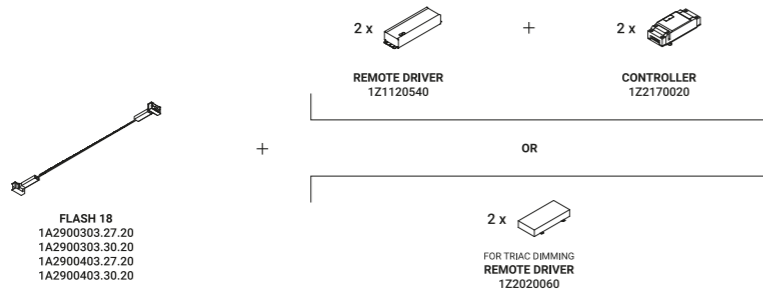 2 x
+
2 x
REMOTE DRIVER
1Z1120540
CONTROLLER
1Z2170020
+
OR
FLASH 18
1A2900303.27.20
1A2900303.30.20
1A2900403.27.20
1A2900403.30.20
2 x
FOR TRIAC DIMMING
REMOTE DRIVER
1Z2020060